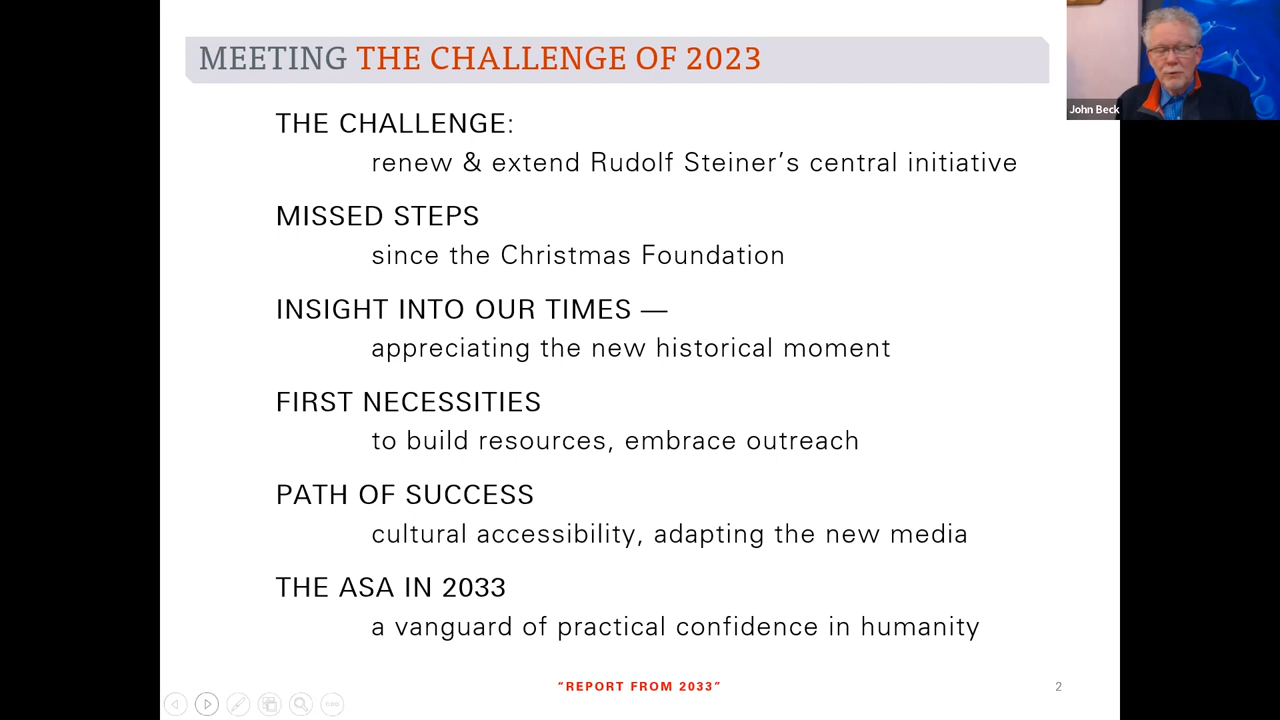 MEETING THE CHALLENGE OF 2023
John Beck
THE CHALLENGE:
renew & extend Rudolf Steiner’s central initiative
MISSED STEPS
since the Christmas Foundation
INSIGHT INTO OUR TIMES —
appreciating the new historical moment
FIRST NECESSITIES
to build resources, embrace outreach
PATH OF SUCCESS
cultural accessibility, adapting the new media
THE ASA IN 2033
a vanguard of practical confidence in humanity
“REPORT FROM 2033”
2